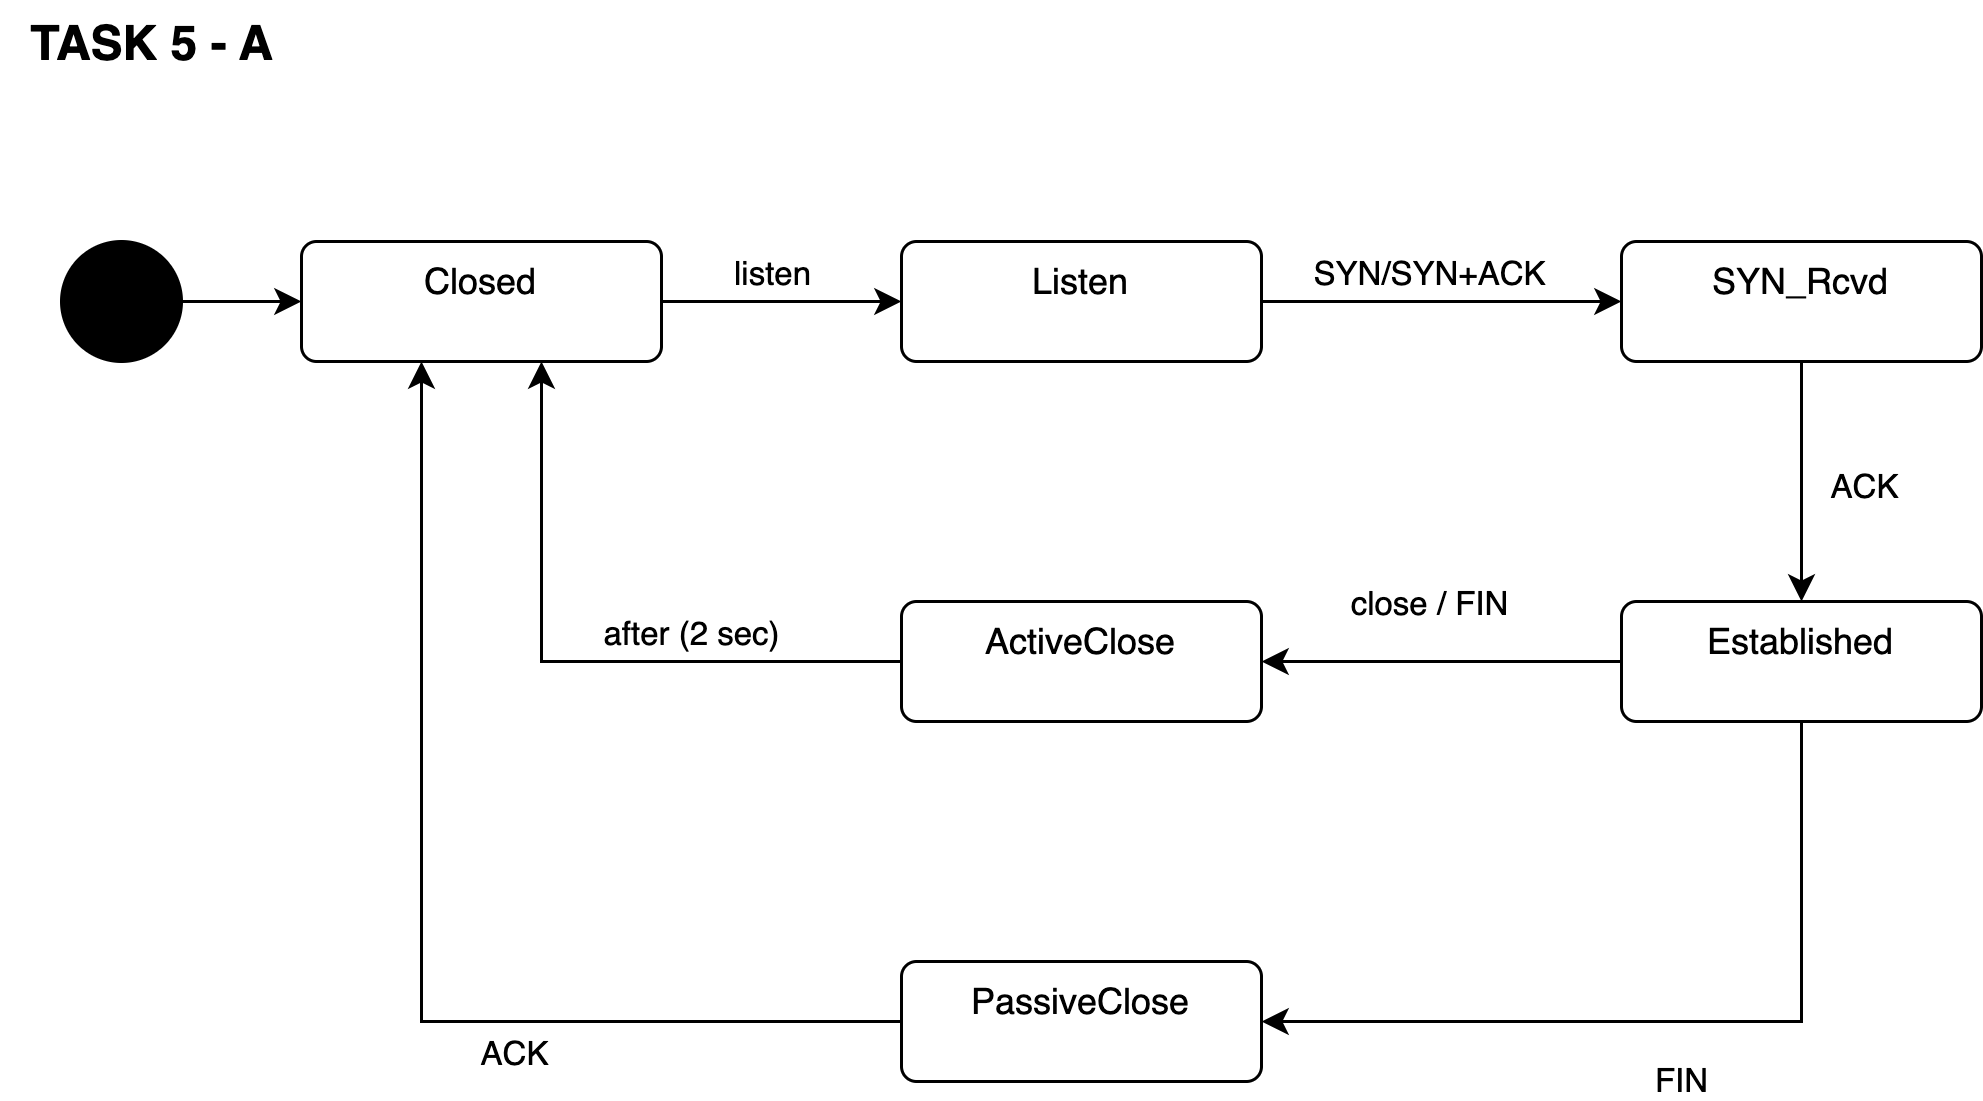 TASK 5 - A
Closed
listen
Listen
SYN/SYN+ACK
SYN_Rcvd
ACK
after (2 sec)
ActiveClose
close / FIN
Established
PassiveClose
ACK
FIN